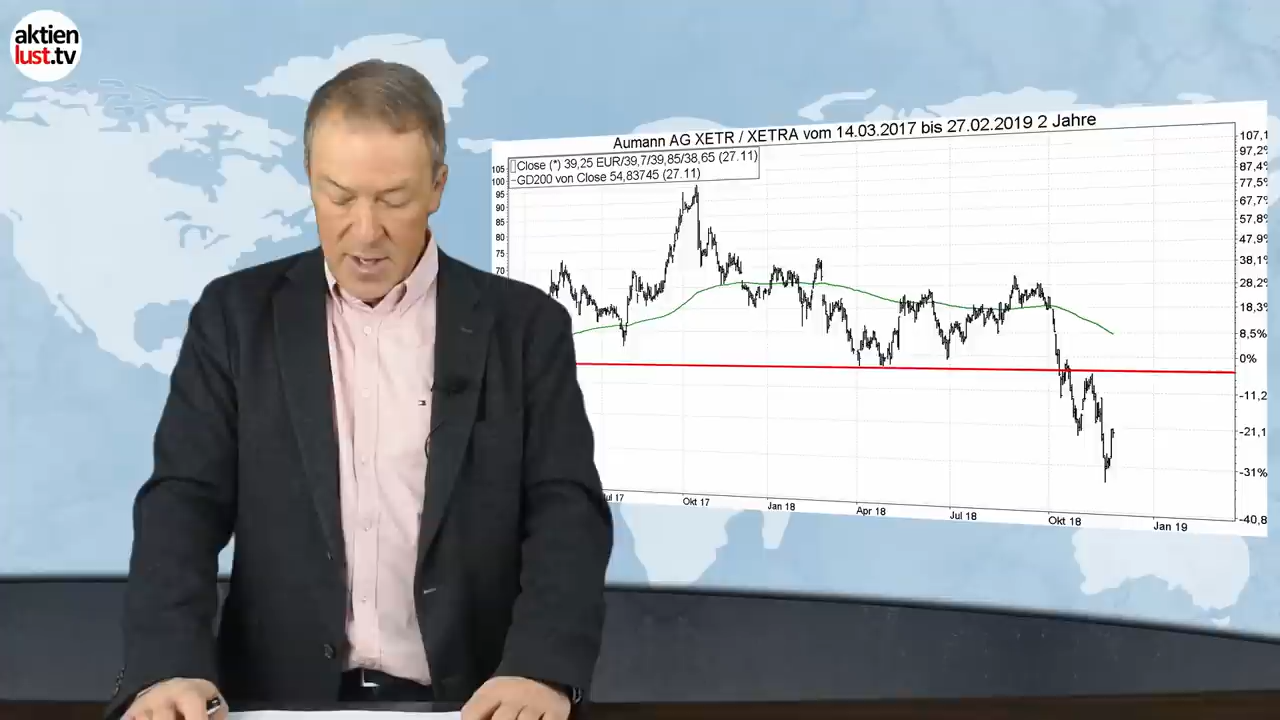 aktien
lust.tv
Aumann AG XETR / XETRA vom 14.03.2017 bis 27.02.2019 2 Jahre
Close (*) 39,25 EUR/39,7/39,85/38,65 (27.11)
GD200 von Close 54,83745 (27.11)
105
100
95
90
85
80
75
70
107,1
97,2%
87,4%
77,5%
67,7%
57,8%
47,9%
38,1%
28,2%
18,3%
8,5%
0%
-11,2
-21,1
-31%
-40,8
ul 17
Okt 17
Jan 18
Apr 18
Jul 18
Okt 18
Jan 19